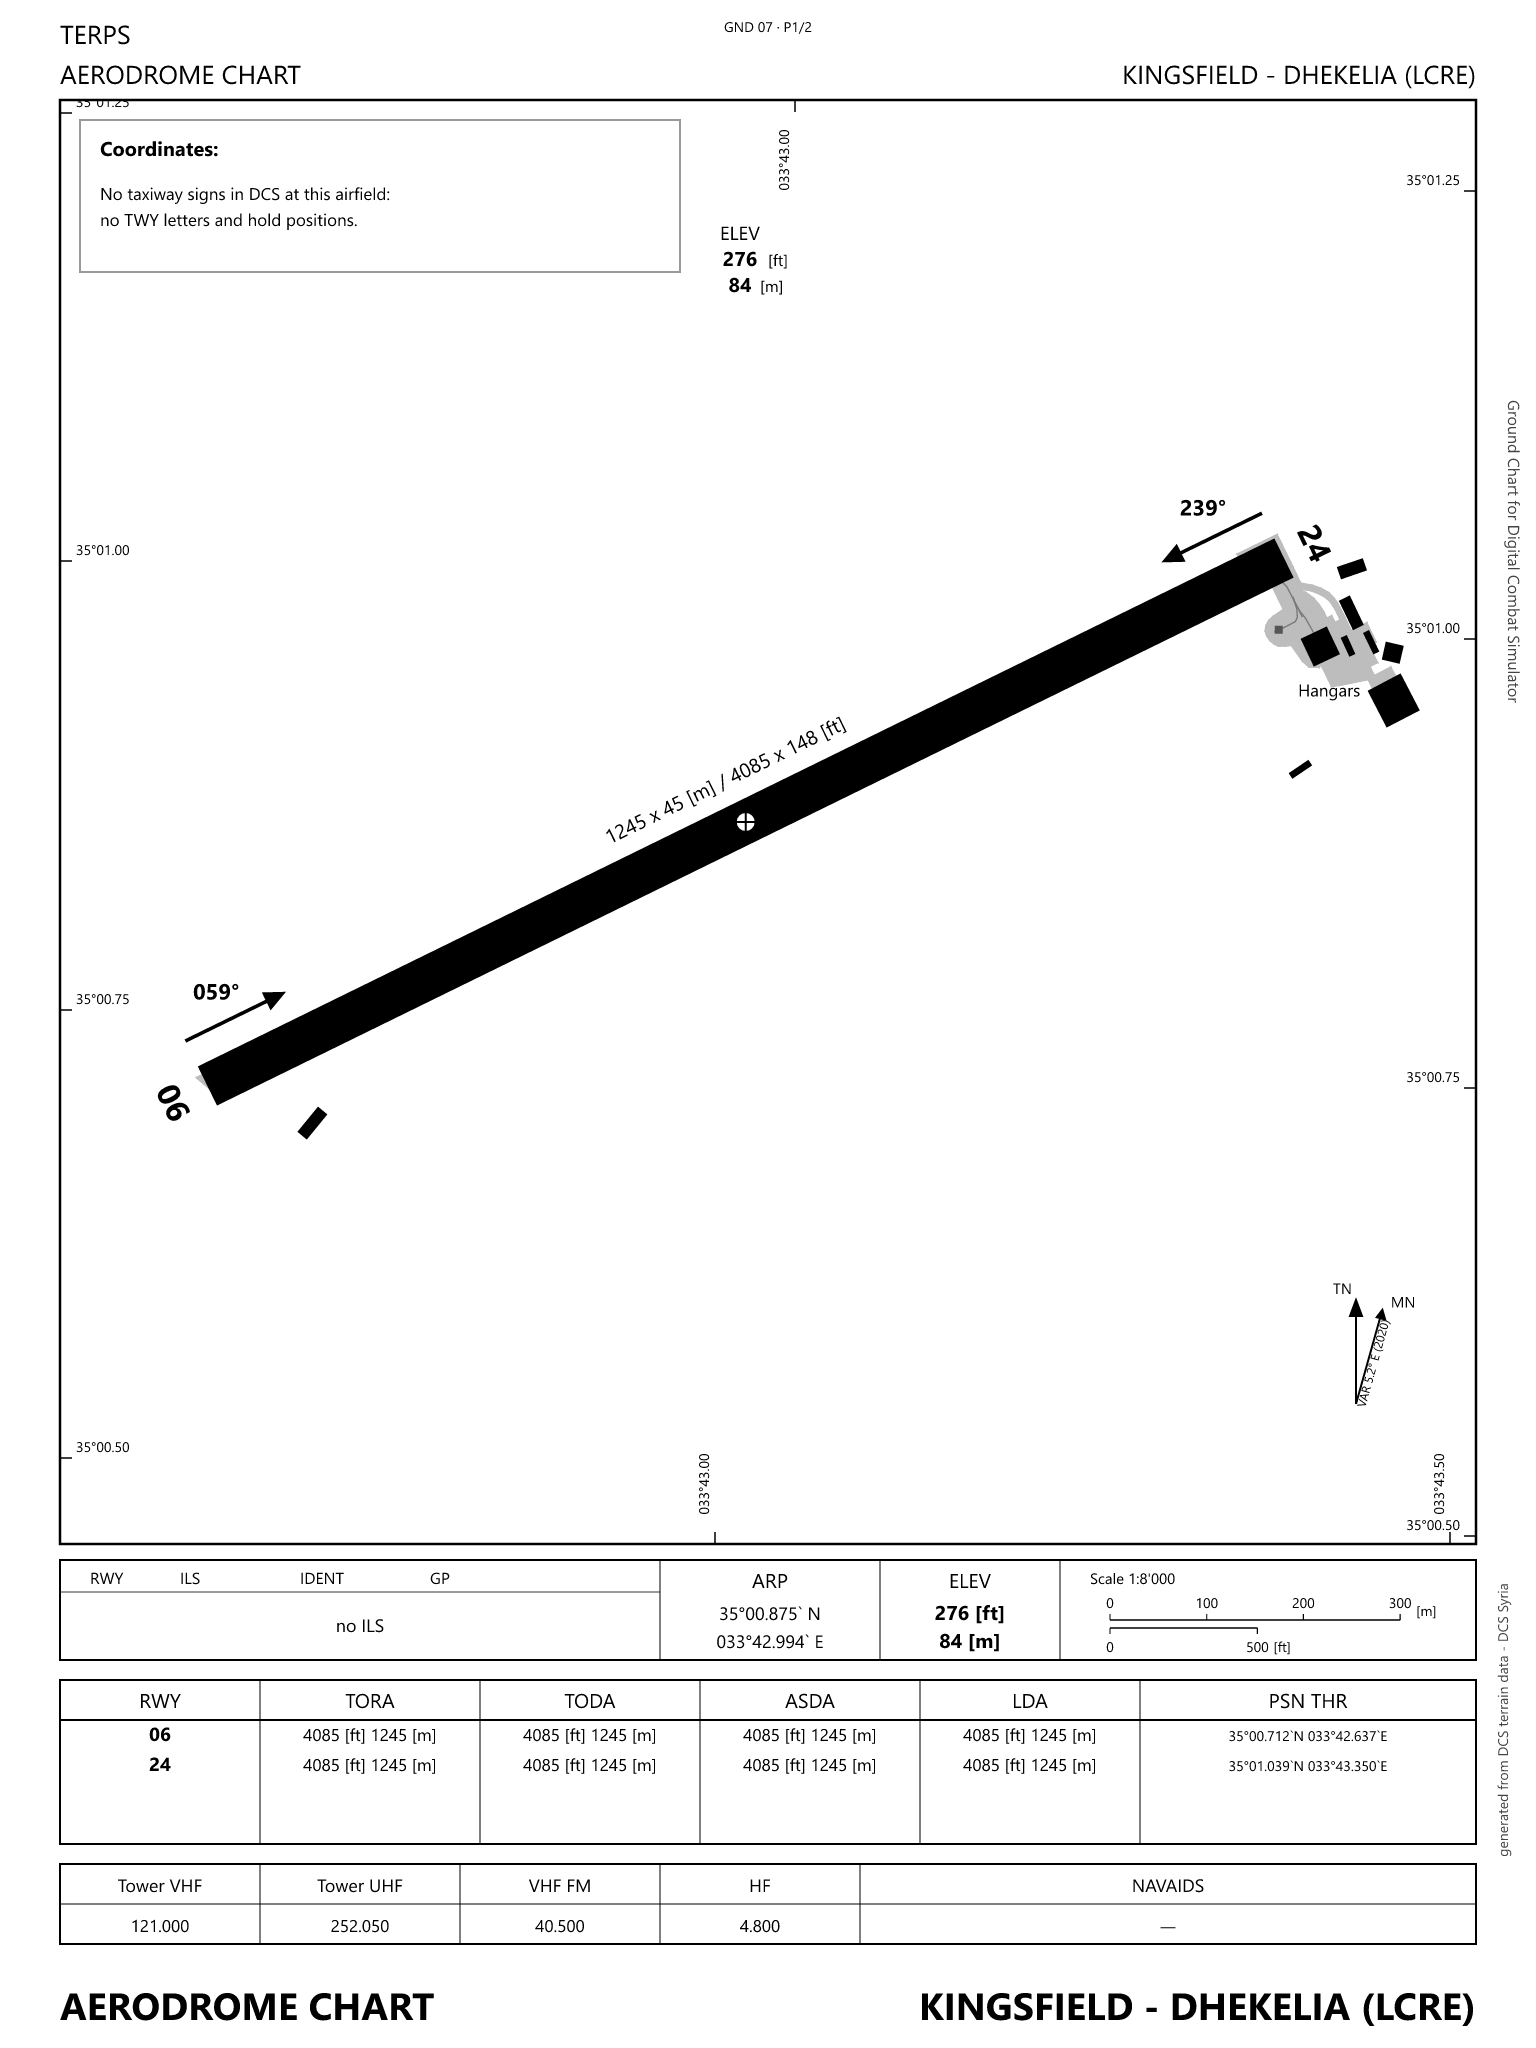 GND 07 · P1/2
TERPS
AERODROME CHART
KINGSFIELD - DHEKELIA (LCRE)
35°01.25
Coordinates:
No taxiway signs in DCS at this airfield:
no TWY letters and hold positions.
033°43.00
35°01.25
ELEV
276 [ft]
84 [m]
Ground Chart for Digital Combat Simulator
239°
24
35°01.00
35°01.00
Hangars
1245 x 45 [m] / 4085 x 148 [ft]
059°
35°00.75
06
35°00.75
TN
MN
VAR 5.2° E (2020)
35°00.50
033°43.00
033°43.50
35°00.50
RWY ILS IDENT GP
no ILS
ARP
35°00.875` N
033°42.994` E
ELEV
276 [ft]
84 [m]
Scale 1:8'000
0 100 200 300 [m]
0 500 [ft]
generated from DCS terrain data - DCS Syria
RWY TORA TODA ASDA LDA PSN THR
06 4085 [ft] 1245 [m] 4085 [ft] 1245 [m] 4085 [ft] 1245 [m] 4085 [ft] 1245 [m] 35°00.712`N 033°42.637`E
24 4085 [ft] 1245 [m] 4085 [ft] 1245 [m] 4085 [ft] 1245 [m] 4085 [ft] 1245 [m] 35°01.039`N 033°43.350`E
Tower VHF Tower UHF VHF FM HF NAVAIDS
121.000 252.050 40.500 4.800 —
AERODROME CHART
KINGSFIELD - DHEKELIA (LCRE)